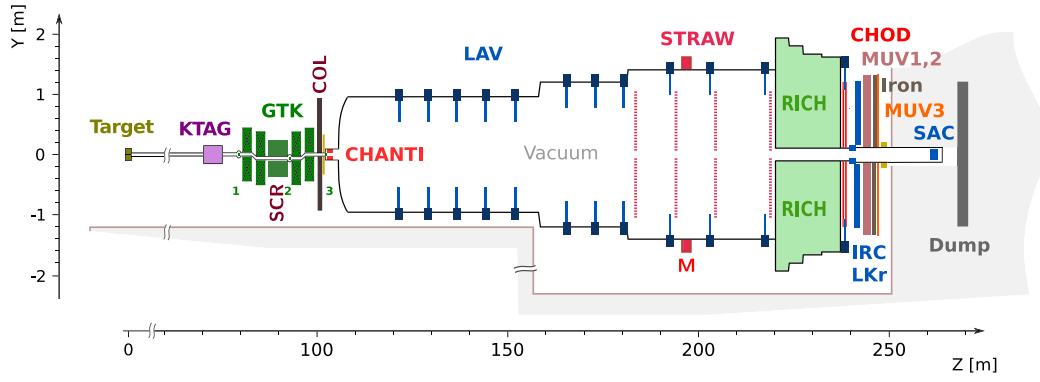 Y [m]
2
1
0
-1
-2
Target
KTAG
GTK
COL
SCR
1
2
3
CHANTI
LAV
Vacuum
STRAW
M
RICH
RICH
CHOD
MUV1,2
Iron
MUV3
SAC
IRC
LKr
Dump
0
100
150
200
250
Z [m]